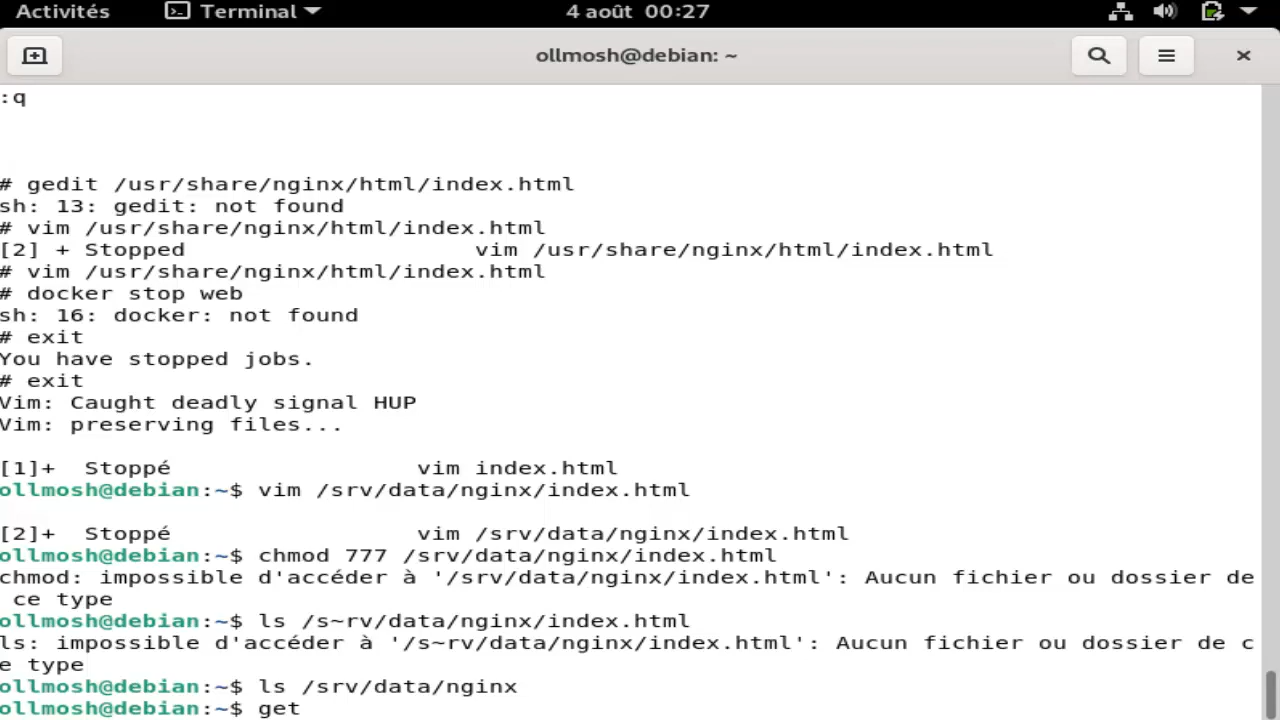 Activités Terminal 4 août 00:27
ollmosh@debian: ~
:q
# gedit /usr/share/nginx/html/index.html
sh: 13: gedit: not found
# vim /usr/share/nginx/html/index.html
[2] + Stopped                    vim /usr/share/nginx/html/index.html
# vim /usr/share/nginx/html/index.html
# docker stop web
sh: 16: docker: not found
# exit
You have stopped jobs.
# exit
Vim: Caught deadly signal HUP
Vim: preserving files...
[1]+  Stoppé                 vim index.html
ollmosh@debian:~$ vim /srv/data/nginx/index.html
[2]+  Stoppé                 vim /srv/data/nginx/index.html
ollmosh@debian:~$ chmod 777 /srv/data/nginx/index.html
chmod: impossible d'accéder à '/srv/data/nginx/index.html': Aucun fichier ou dossier de
 ce type
ollmosh@debian:~$ ls /s~rv/data/nginx/index.html
ls: impossible d'accéder à '/s~rv/data/nginx/index.html': Aucun fichier ou dossier de c
e type
ollmosh@debian:~$ ls /srv/data/nginx
ollmosh@debian:~$ get